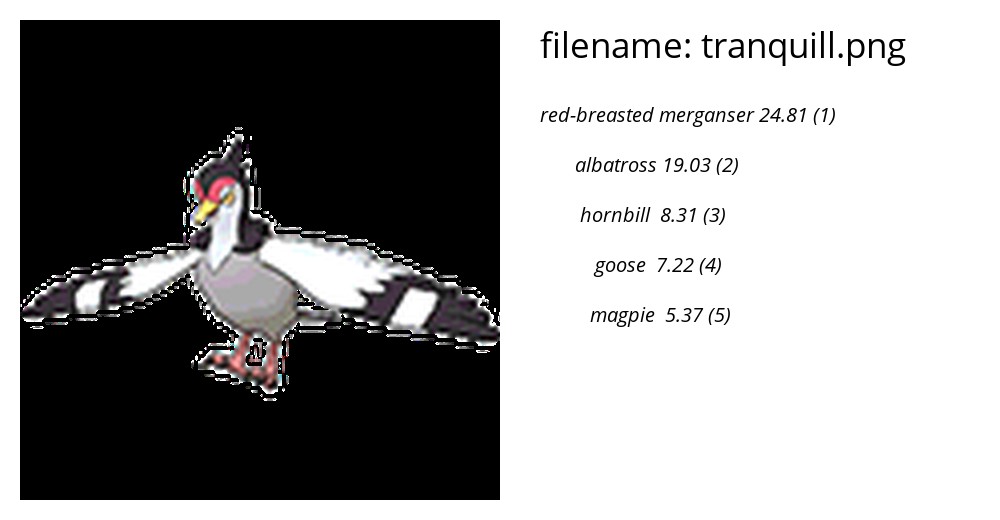 filename: tranquill.png
red-breasted merganser 24.81 (1)
albatross 19.03 (2)
hornbill 8.31 (3)
goose 7.22 (4)
magpie 5.37 (5)